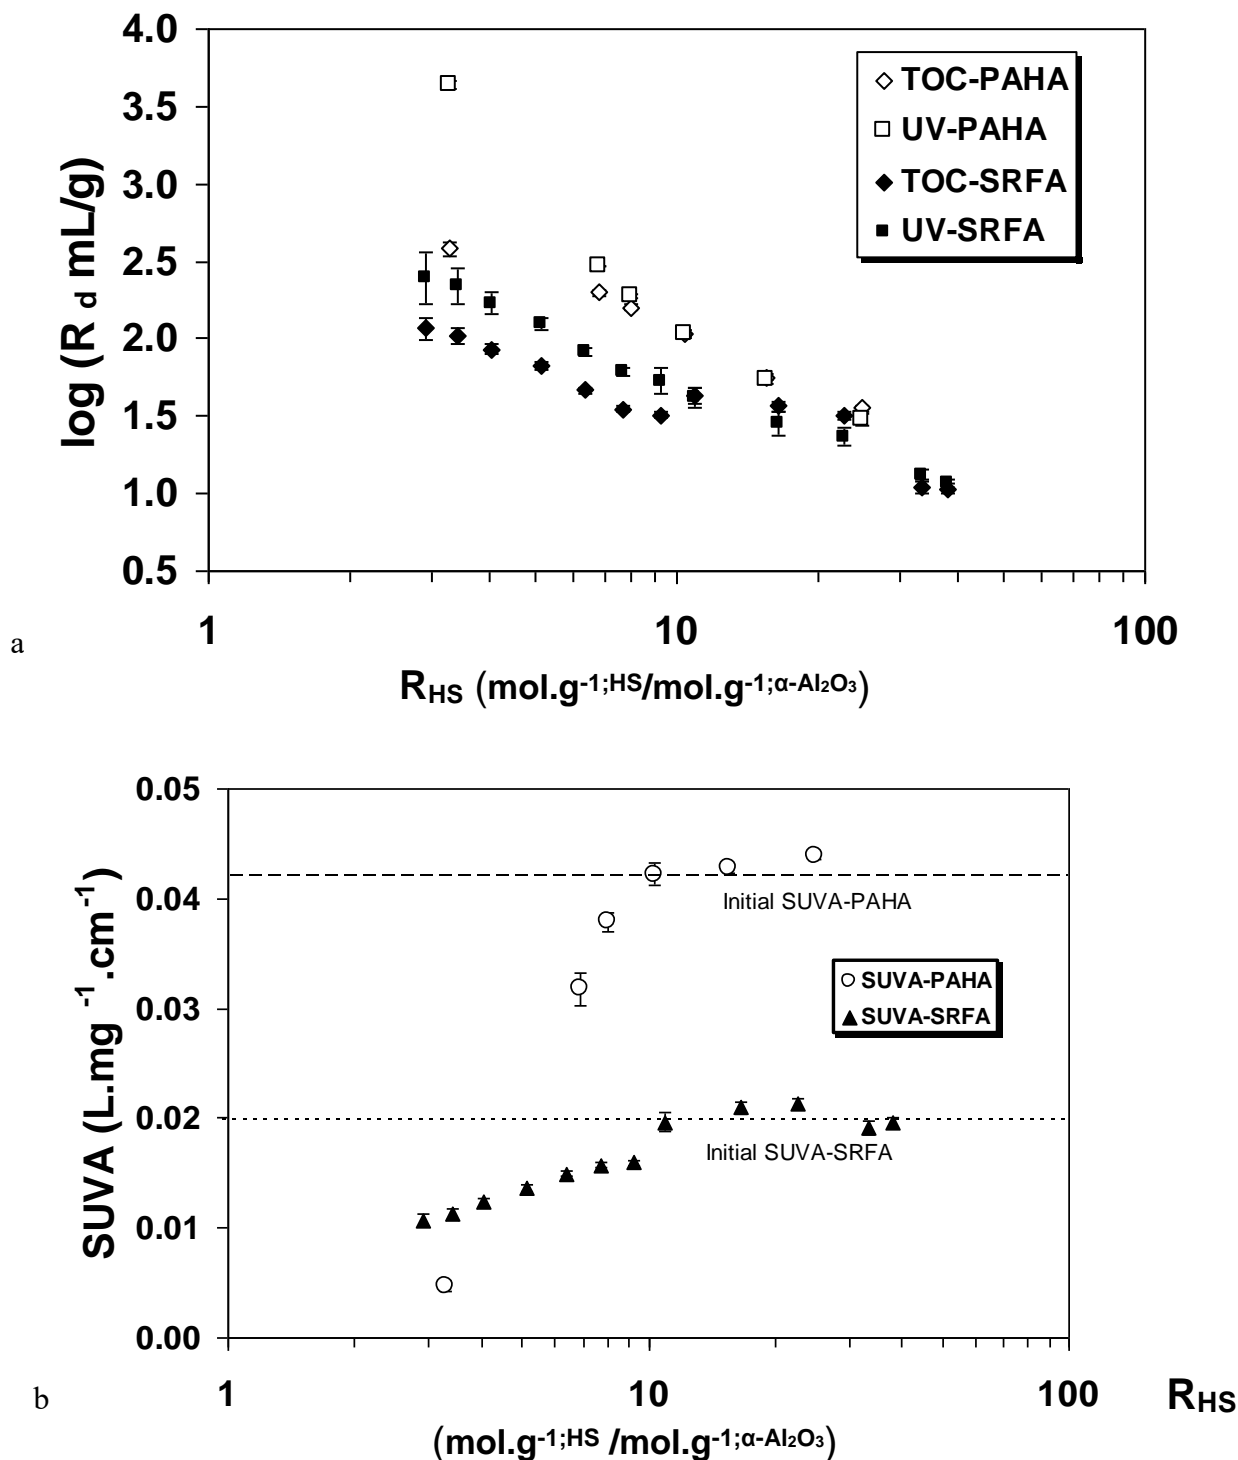 4.0
3.5
3.0
2.5
2.0
1.5
1.0
0.5
log (R d mL/g)
TOC-PAHA
UV-PAHA
TOC-SRFA
UV-SRFA
1
10
100
a
RHS (mol.g-1;HS/mol.g-1;α-Al2O3)
0.05
0.04
0.03
0.02
0.01
0.00
SUVA (L.mg -1 .cm-1)
Initial SUVA-PAHA
SUVA-PAHA
SUVA-SRFA
Initial SUVA-SRFA
b
1
10
100
RHS
(mol.g-1;HS /mol.g-1;α-Al2O3)